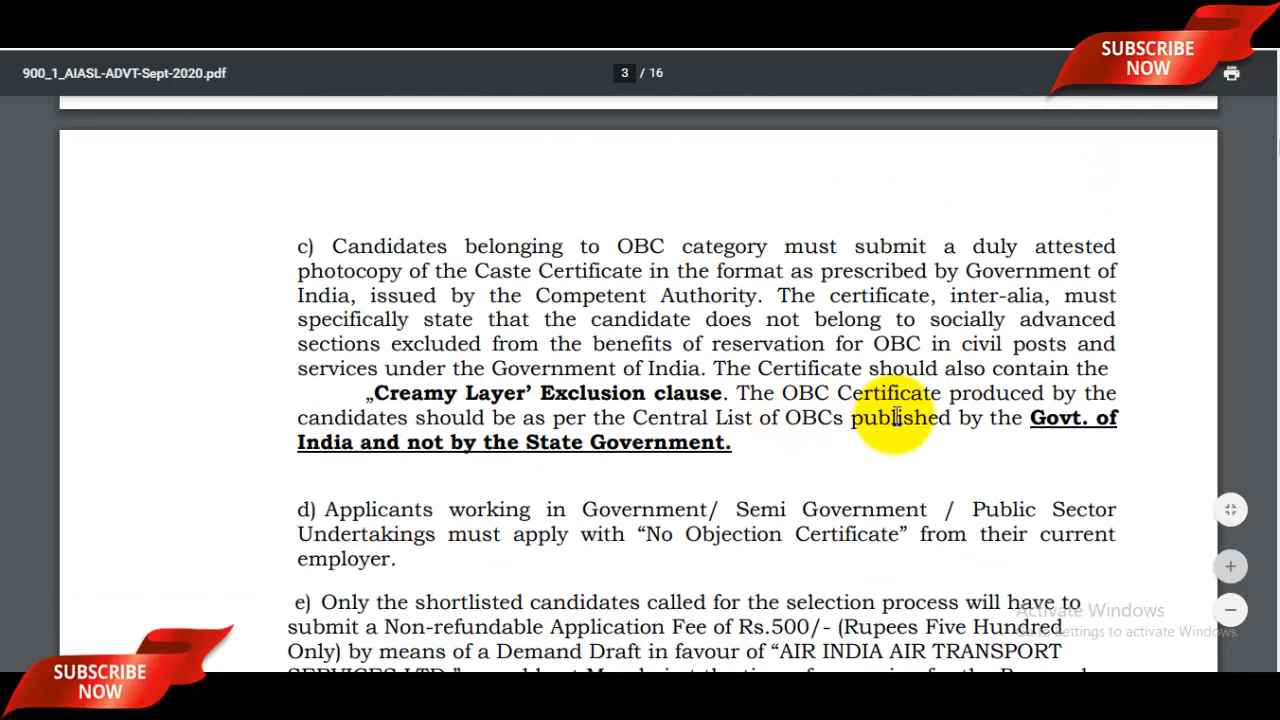 SUBSCRIBE
NOW
900_1_AIASL-ADVT-Sept-2020.pdf
3 / 16
c) Candidates belonging to OBC category must submit a duly attested
photocopy of the Caste Certificate in the format as prescribed by Government of
India, issued by the Competent Authority. The certificate, inter-alia, must
specifically state that the candidate does not belong to socially advanced
sections excluded from the benefits of reservation for OBC in civil posts and
services under the Government of India. The Certificate should also contain the
„Creamy Layer’ Exclusion clause. The OBC Certificate produced by the
candidates should be as per the Central List of OBCs published by the Govt. of
India and not by the State Government.
d) Applicants working in Government/ Semi Government / Public Sector
Undertakings must apply with “No Objection Certificate” from their current
employer.
e) Only the shortlisted candidates called for the selection process will have to
submit a Non-refundable Application Fee of Rs.500/- (Rupees Five Hundred
Only) by means of a Demand Draft in favour of “AIR INDIA AIR TRANSPORT
Activate Windows
Go to Settings to activate Windows.
SUBSCRIBE
NOW